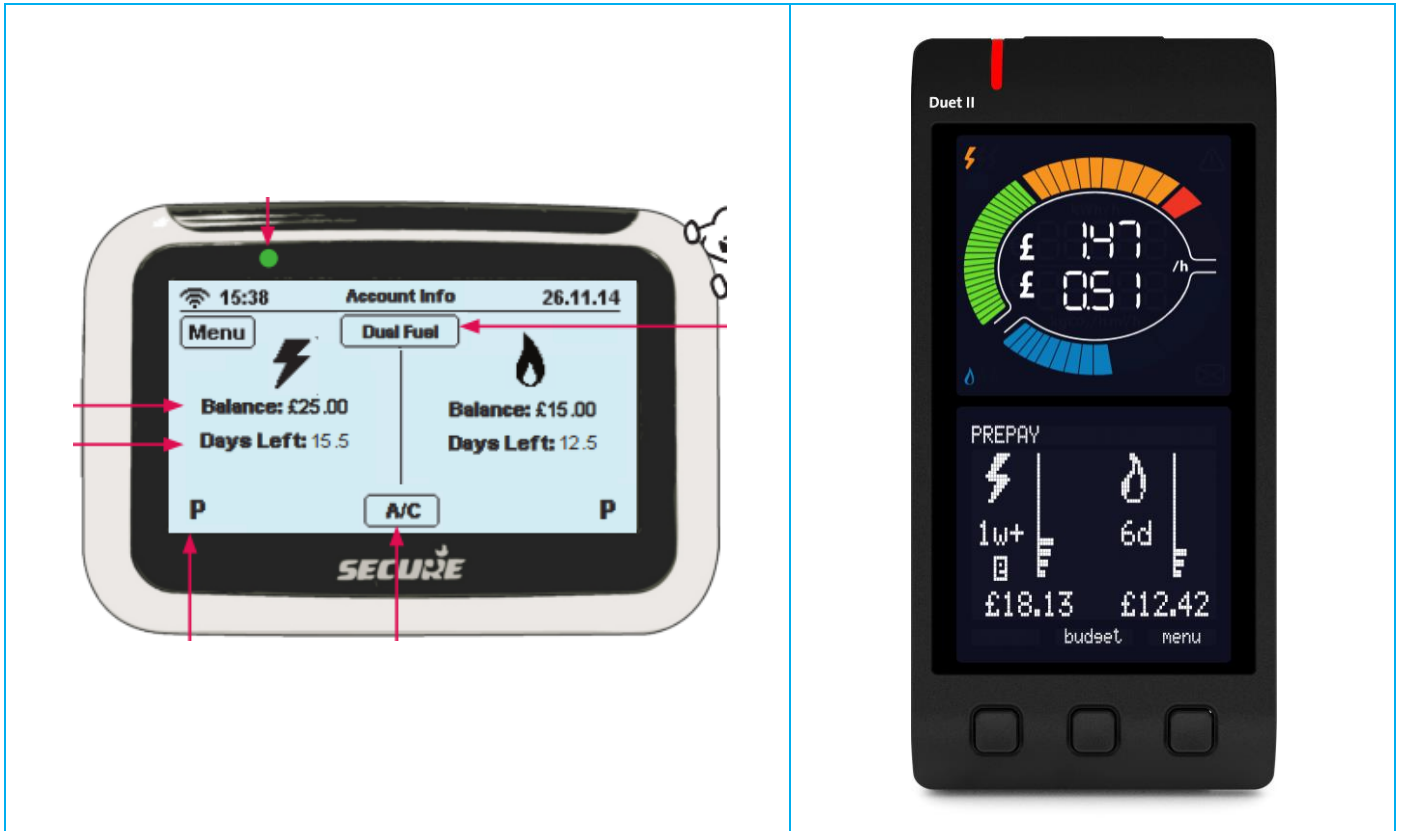 15:38 Account Info 26.11.14
Menu Dual Fuel
Balance: £25.00 Balance: £15.00
Days Left: 15.5 Days Left: 12.5
P A/C P
SECURE
Duet II
£ 1.47
/h
£ 0.51
PREPAY
1w+ 6d
e
£18.13 £12.42
budget menu